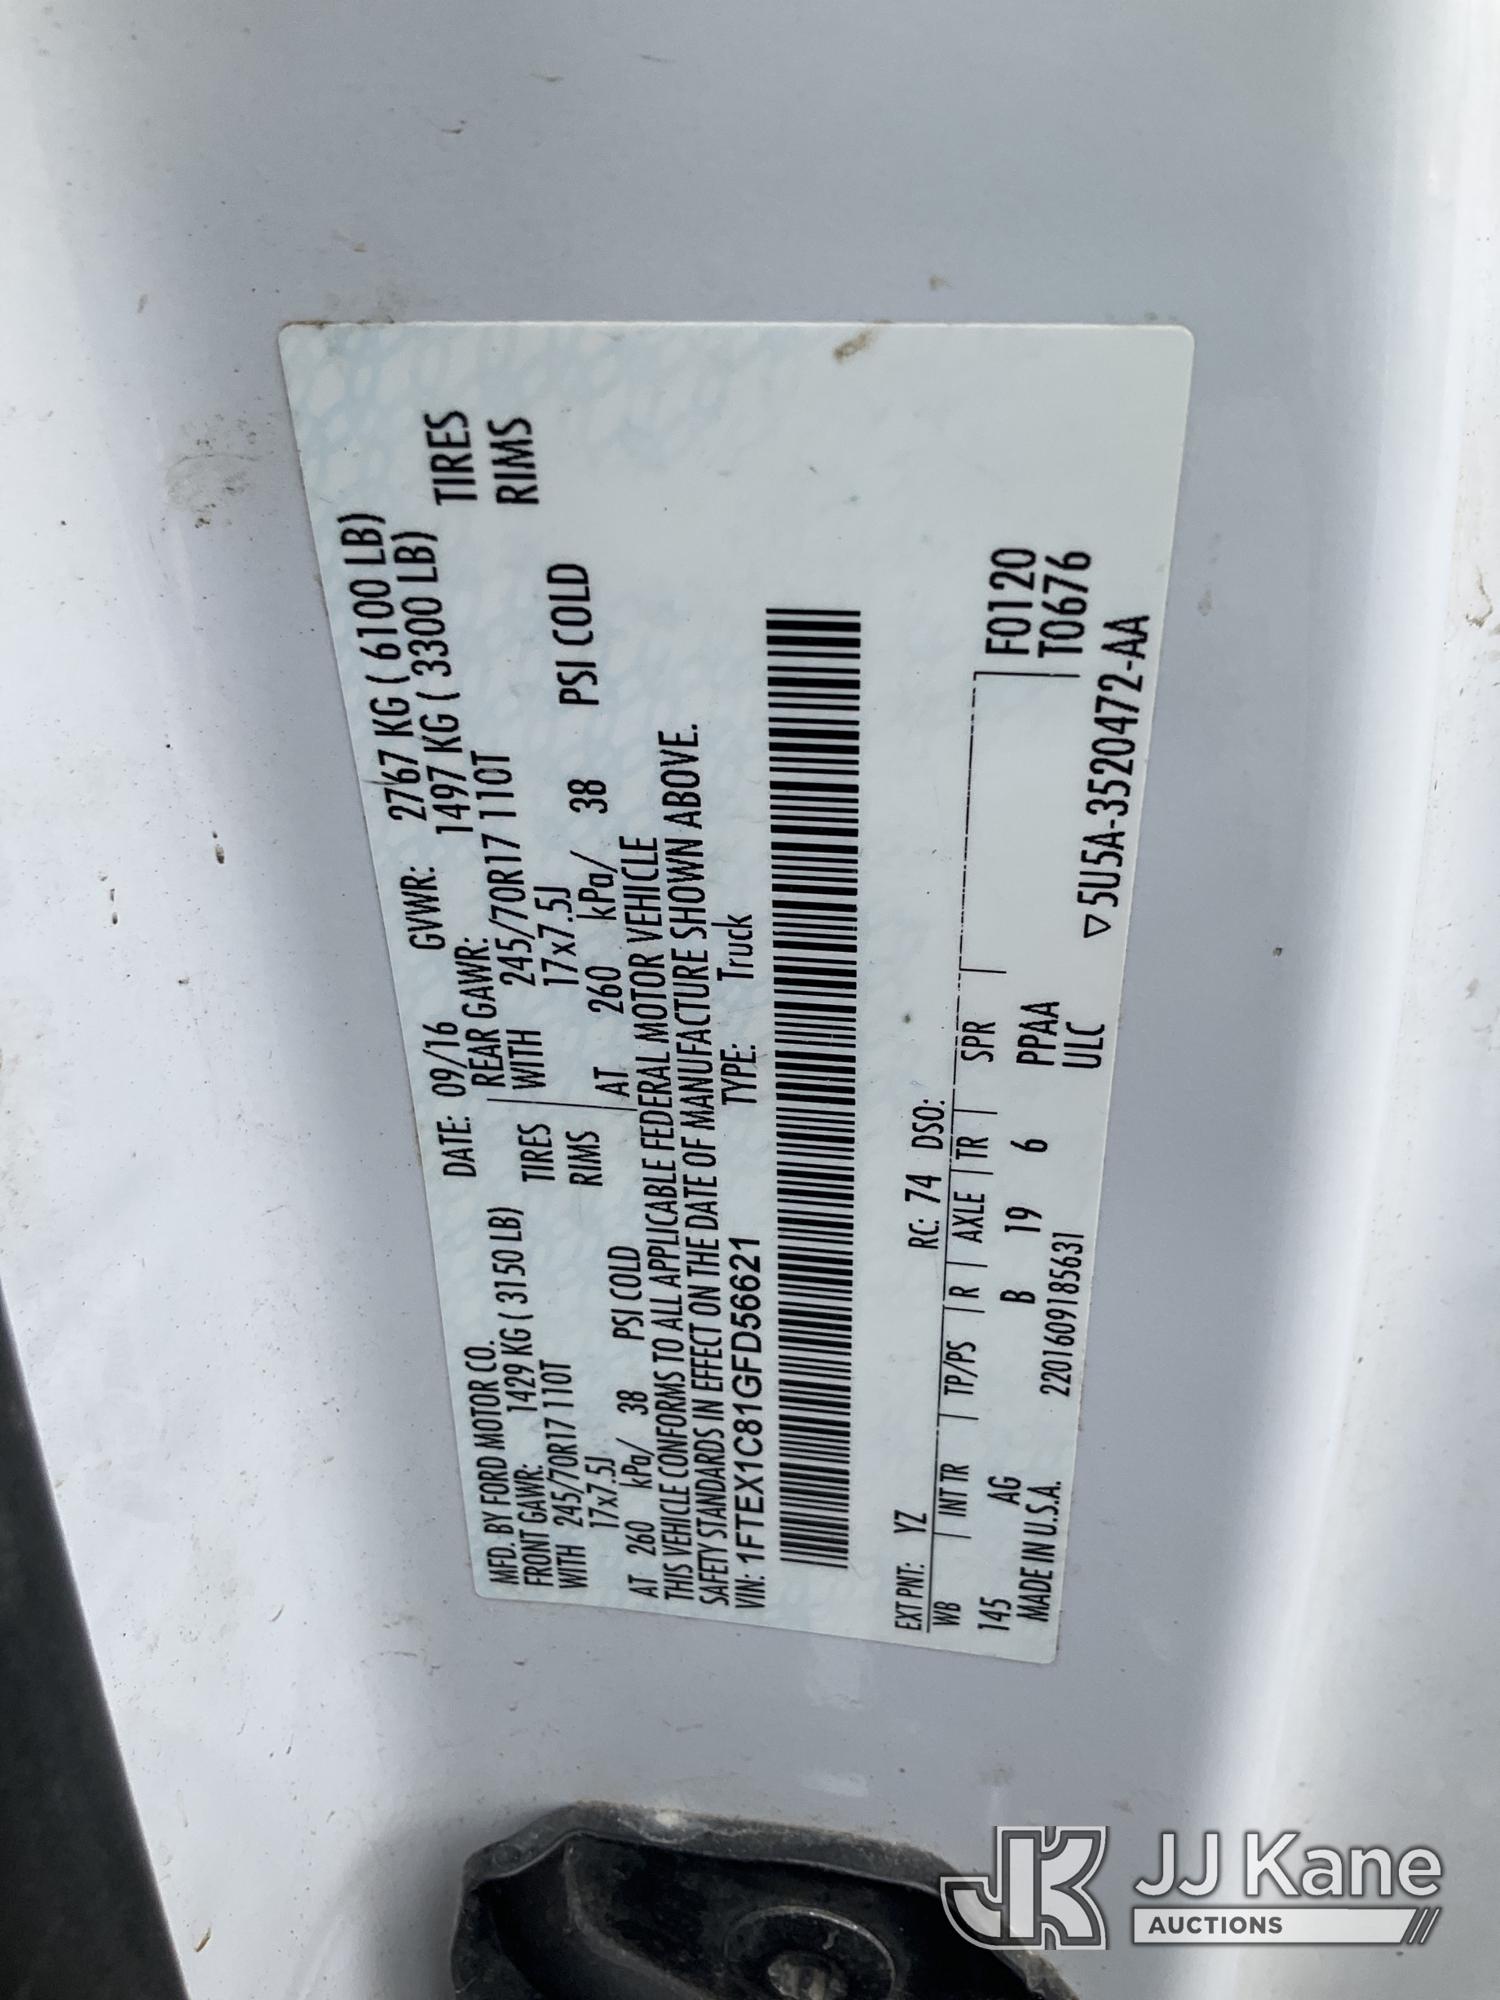 MFD. BY FORD MOTOR CO.
DATE: 09/16 GVWR: 2767 KG ( 6100 LB)
FRONT GAWR: 1429 KG ( 3150 LB) REAR GAWR: 1497 KG ( 3300 LB)
WITH 245/70R17 110T TIRES WITH 245/70R17 110T TIRES
17x7.5J RIMS 17x7.5J RIMS
AT 260 kPa/ 38 PSI COLD AT 260 kPa/ 38 PSI COLD
THIS VEHICLE CONFORMS TO ALL APPLICABLE FEDERAL MOTOR VEHICLE
SAFETY STANDARDS IN EFFECT ON THE DATE OF MANUFACTURE SHOWN ABOVE.
VIN: 1FTEX1C81GFD56621 TYPE: Truck
EXT PNT: YZ RC: 74 DSO:
WB INT TR TP/PS R AXLE TR SPR F0120
145 AG B 19 6 PPAA T0676
MADE IN U.S.A. 2201609185631 ULC
5U5A-3520472-AA
JK JJ Kane
AUCTIONS